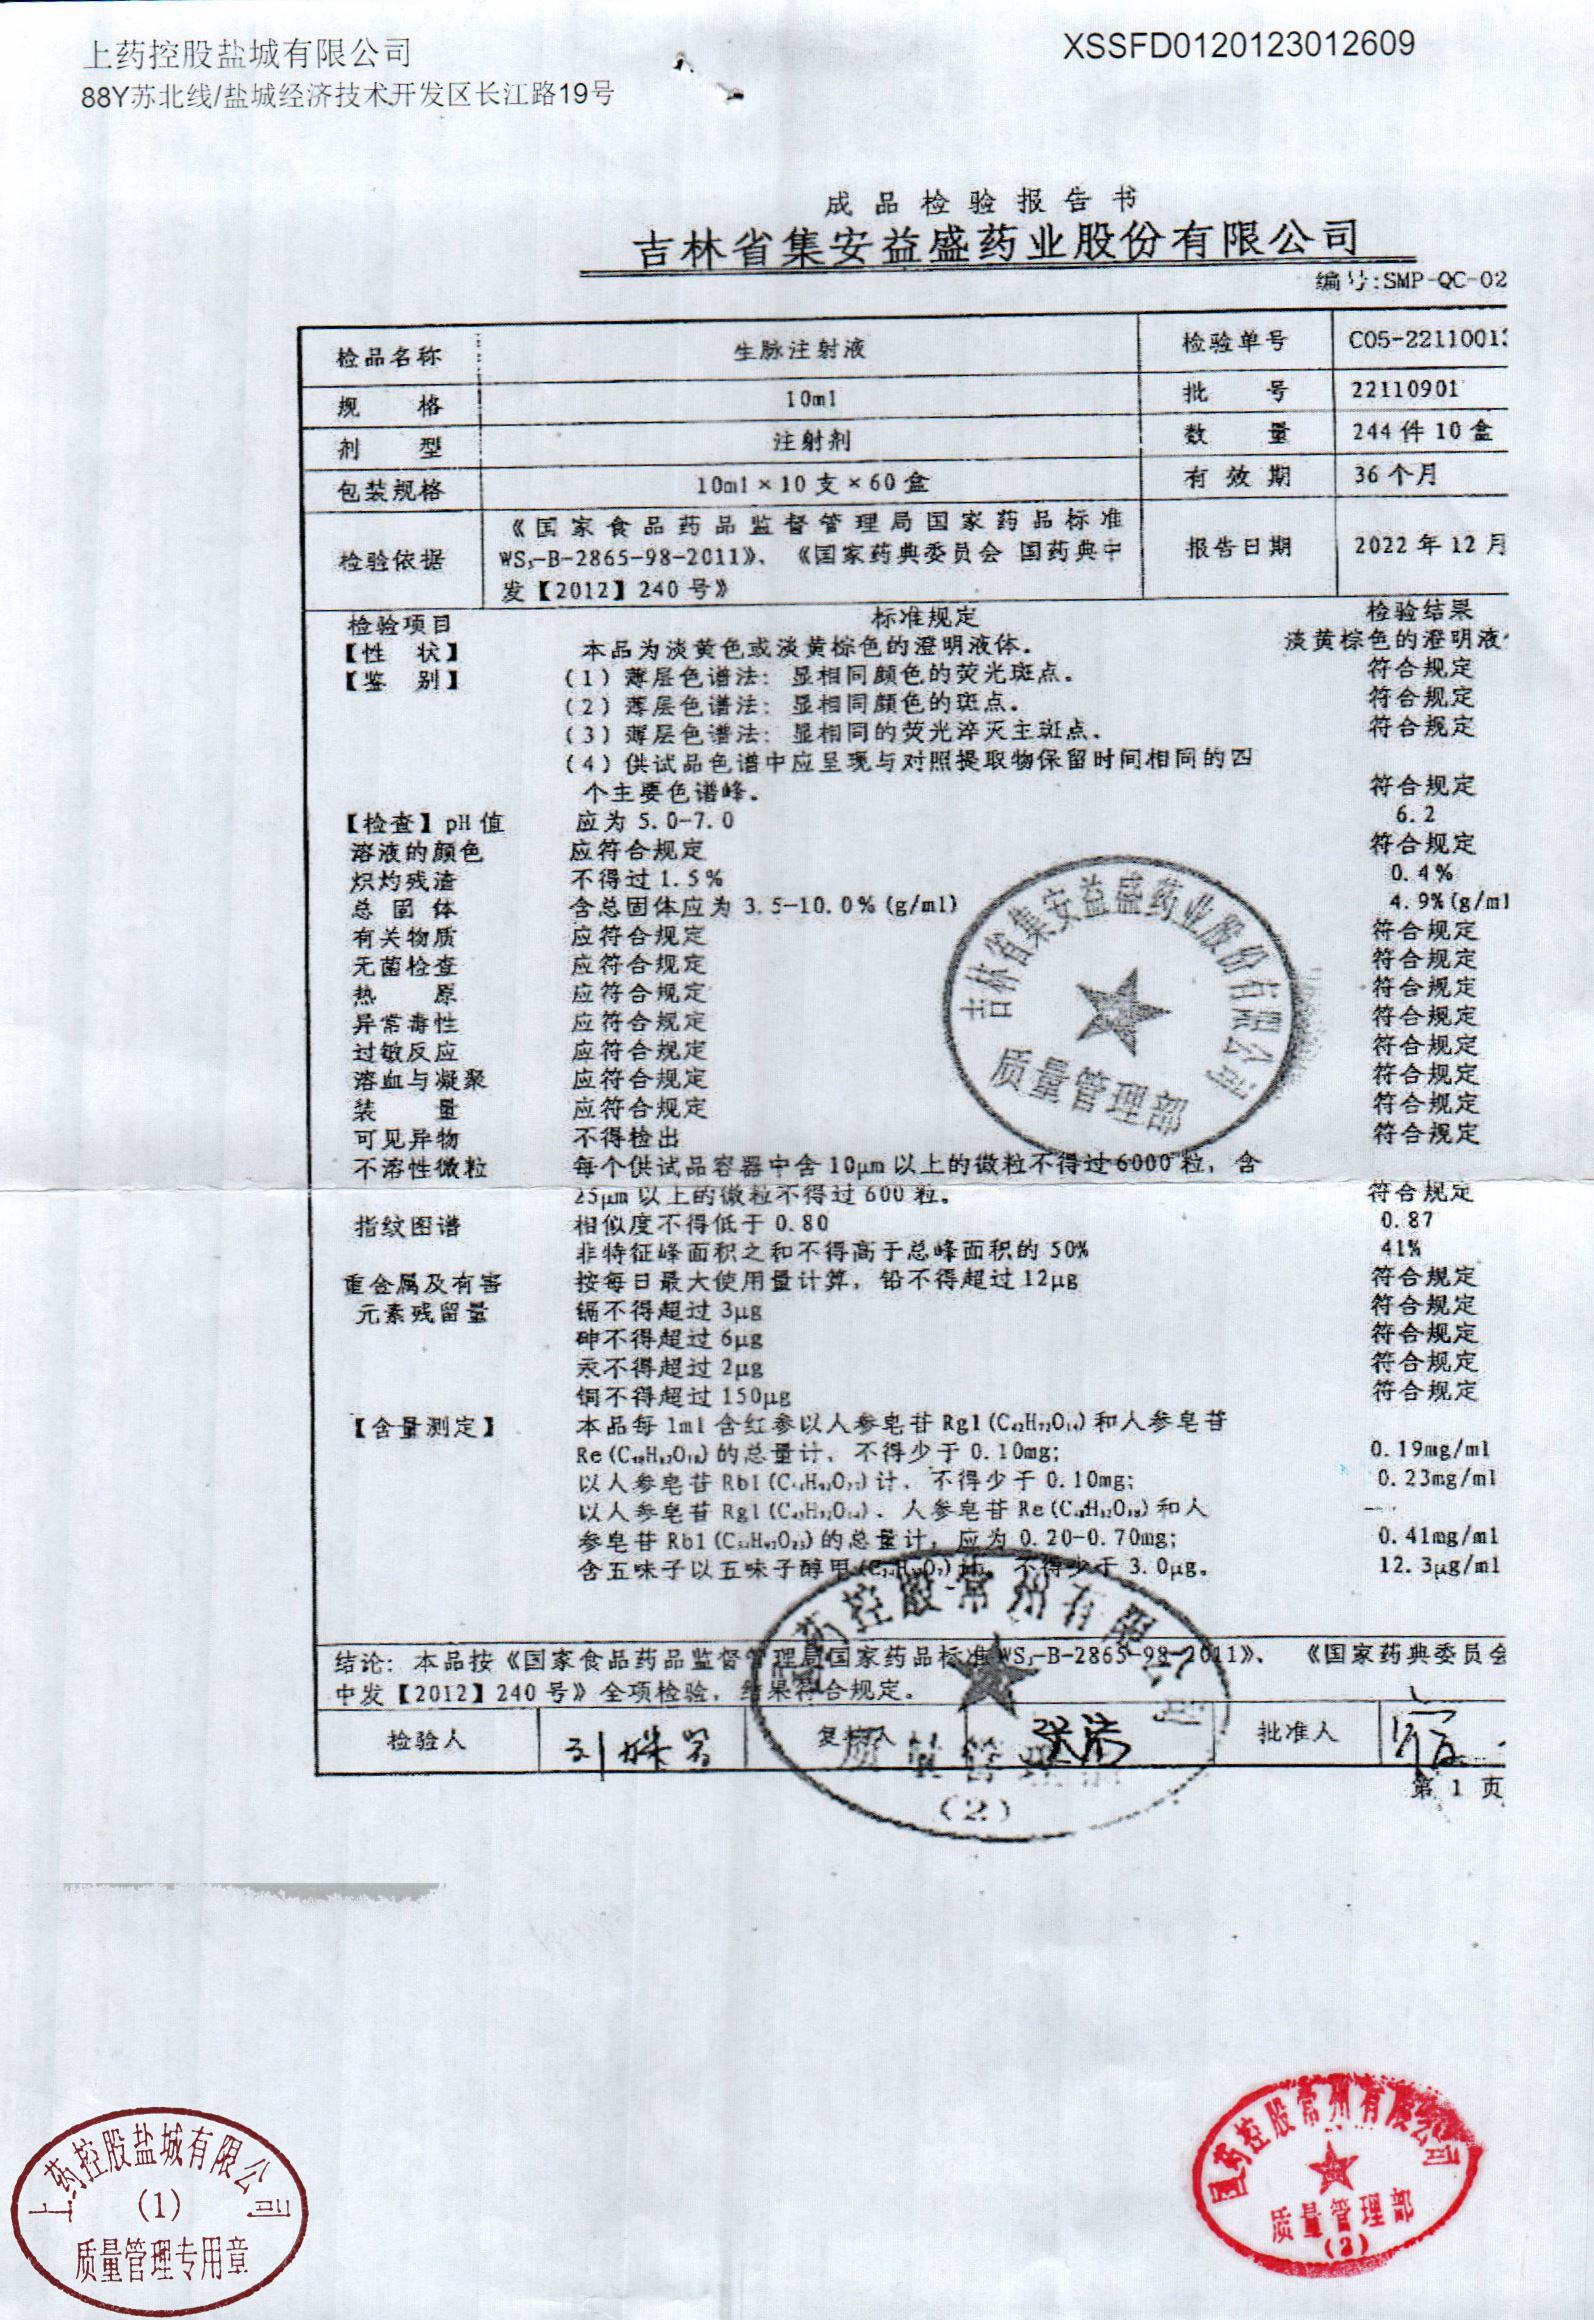 上药控股盐城有限公司
XSSFD0120123012609
88Y苏北线/盐城经济技术开发区长江路19号
成品检验报告书
吉林省集安益盛药业股份有限公司
编号:SMP-QC-02
检品名称 生脉注射液 检验单号 C05-2211001
规 格 10ml 批 号 22110901
剂 型 注射剂 数 量 244件10盒
包装规格 10ml×10支×60盒 有效期 36个月
检验依据 《国家食品药品监督管理局国家药品标准
WS₃-B-2865-98-2011》、《国家药典委员会 国药典中
发【2012】240号》
报告日期 2022年12月
检验项目 标准规定 检验结果
【性 状】 本品为淡黄色或淡黄棕色的澄明液体。 淡黄棕色的澄明液
【鉴 别】 (1)薄层色谱法：显相同颜色的荧光斑点。 符合规定
(2)薄层色谱法：显相同颜色的斑点。 符合规定
(3)薄层色谱法：显相同的荧光淬灭主斑点。 符合规定
(4)供试品色谱中应呈现与对照提取物保留时间相同的四
个主要色谱峰。 符合规定
【检查】pH值 应为5.0-7.0 6.2
溶液的颜色 应符合规定 符合规定
炽灼残渣 不得过1.5% 0.4%
总 固 体 含总固体应为3.5-10.0%(g/ml) 4.9%(g/ml
有关物质 应符合规定 符合规定
无菌检查 应符合规定 符合规定
热 原 应符合规定 符合规定
异常毒性 应符合规定 符合规定
过敏反应 应符合规定 符合规定
溶血与凝聚 应符合规定 符合规定
装 量 应符合规定 符合规定
可见异物 不得检出 符合规定
不溶性微粒 每个供试品容器中含10μm以上的微粒不得过6000粒，含
25μm以上的微粒不得过600粒。 符合规定
指纹图谱 相似度不得低于0.80 0.87
非特征峰面积之和不得高于总峰面积的50% 41%
重金属及有害 按每日最大使用量计算，铅不得超过12μg 符合规定
元素残留量 镉不得超过3μg 符合规定
砷不得超过6μg 符合规定
汞不得超过2μg 符合规定
铜不得超过150μg 符合规定
【含量测定】 本品每1ml含红参以人参皂苷Rg1(C₄₂H₇₂O₁₄)和人参皂苷
Re(C₄₈H₈₂O₁₈)的总量计，不得少于0.10mg; 0.19mg/ml
以人参皂苷Rb1 计，不得少于0.10mg; 0.23mg/ml
以人参皂苷Rg1(C₄₂H₇₂O₁₄)、人参皂苷Re(C₄₈H₈₂O₁₈)和人
参皂苷Rb1 的总量计，应为0.20-0.70mg; 0.41mg/ml
含五味子以五味子醇甲 计，不得少于3.0μg。 12.3μg/ml
结论：本品按《国家食品药品监督管理局国家药品标准WS₃-B-2865-98-2011》、《国家药典委员会
中发【2012】240号》全项检验，结果符合规定。
检验人 复核人 批准人
第 1 页
吉林省集安益盛药业股份有限公司
质量管理部
国药控股常州有限公司
质量管理部
(2)
上药控股盐城有限公司
(1)
质量管理专用章
国药控股常州有限公司
质量管理部
(2)